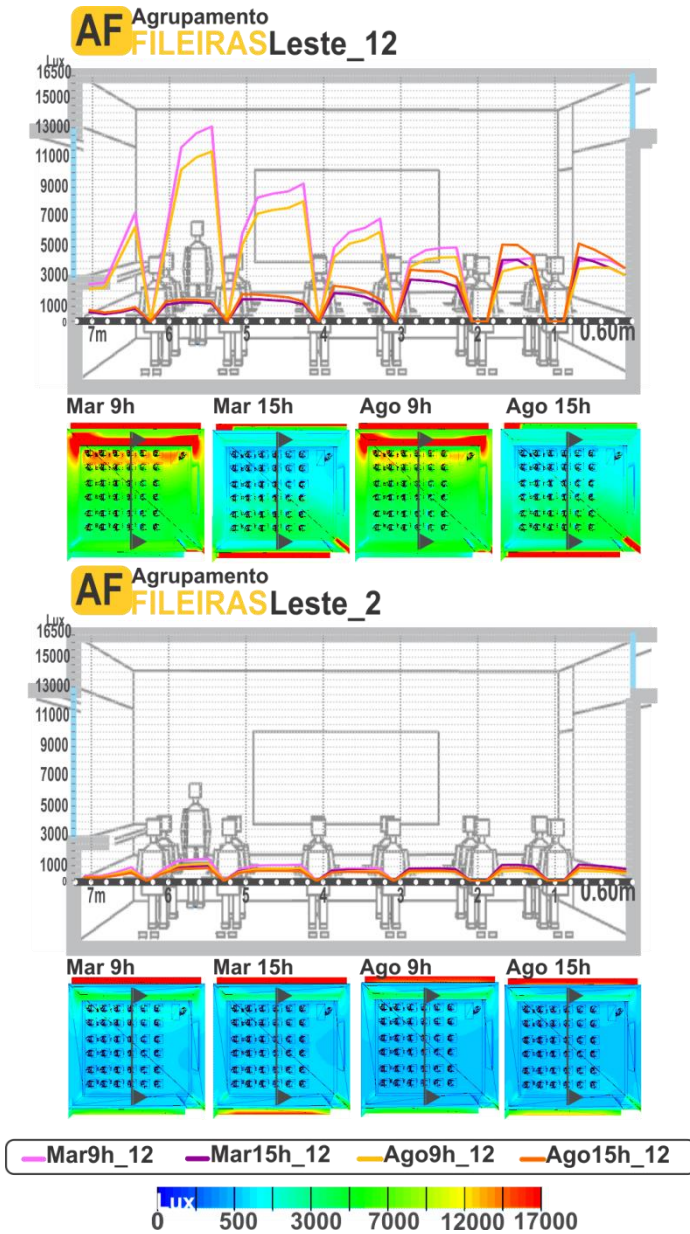 AF Agrupamento
FILEIRASLeste_12
Lux
16500
15000
13000
11000
9000
7000
5000
3000
1000
0
7m 6 5 4 3 2 1 0.60m
Mar 9h Mar 15h Ago 9h Ago 15h
AF Agrupamento
FILEIRASLeste_2
Lux
16500
15000
13000
11000
9000
7000
5000
3000
1000
0
7m 6 5 4 3 2 1 0.60m
Mar 9h Mar 15h Ago 9h Ago 15h
Mar9h_12 Mar15h_12 Ago9h_12 Ago15h_12
Lux
0 500 3000 7000 12000 17000